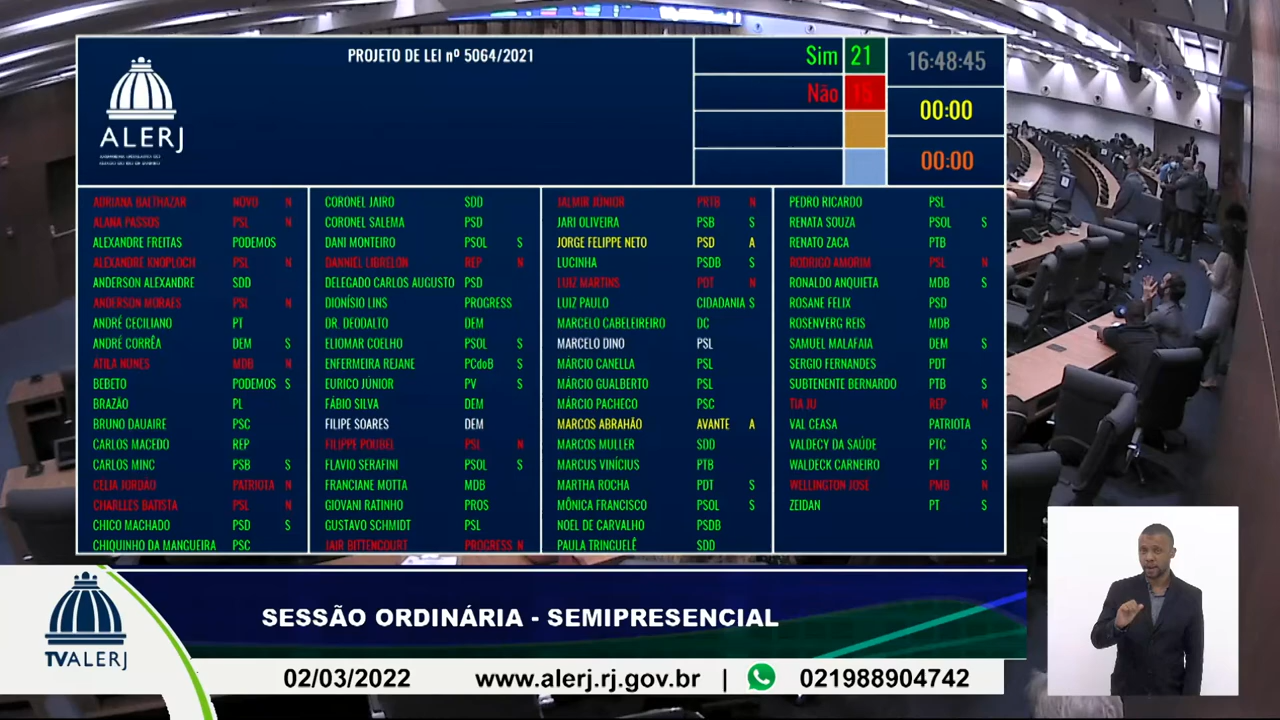 PROJETO DE LEI nº 5064/2021
ALERJ
Sim 21
Não 15
16:48:45
00:00
00:00
ADRIANA BALTHAZAR NOVO N
ALANA PASSOS PSL N
ALEXANDRE FREITAS PODEMOS
ALEXANDRE KNOPLOCH PSL N
ANDERSON ALEXANDRE SDD
ANDERSON MORAES PSL N
ANDRÉ CECILIANO PT
ANDRÉ CORRÊA DEM S
ATILA NUNES MDB N
BEBETO PODEMOS S
BRAZÃO PL
BRUNO DAUAIRE PSC
CARLOS MACEDO REP
CARLOS MINC PSB S
CELIA JORDÃO PATRIOTA N
CHARLLES BATISTA PSL N
CHICO MACHADO PSD S
CHIQUINHO DA MANGUEIRA PSC
CORONEL JAIRO SDD
CORONEL SALEMA PSD
DANI MONTEIRO PSOL S
DANNIEL LIBRELON REP N
DELEGADO CARLOS AUGUSTO PSD
DIONÍSIO LINS PROGRESS
DR. DEODALTO DEM
ELIOMAR COELHO PSOL S
ENFERMEIRA REJANE PCdoB S
EURICO JÚNIOR PV S
FÁBIO SILVA DEM
FILIPE SOARES DEM
FILIPPE POUBEL PSL N
FLAVIO SERAFINI PSOL S
FRANCIANE MOTTA MDB
GIOVANI RATINHO PROS
GUSTAVO SCHMIDT PSL
JAIR BITTENCOURT PROGRESS N
JALMIR JUNIOR PRTB N
JARI OLIVEIRA PSB S
JORGE FELIPPE NETO PSD A
LUCINHA PSDB S
LUIZ MARTINS PDT N
LUIZ PAULO CIDADANIA S
MARCELO CABELEIREIRO DC
MARCELO DINO PSL
MÁRCIO CANELLA PSL
MÁRCIO GUALBERTO PSL
MÁRCIO PACHECO PSC
MARCOS ABRAHÃO AVANTE A
MARCOS MULLER SDD
MARCUS VINÍCIUS PTB
MARTHA ROCHA PDT S
MÔNICA FRANCISCO PSOL S
NOEL DE CARVALHO PSDB
PAULA TRINGUELÊ SDD
PEDRO RICARDO PSL
RENATA SOUZA PSOL S
RENATO ZACA PTB
RODRIGO AMORIM PSL N
RONALDO ANQUIETA MDB S
ROSANE FELIX PSD
ROSENVERG REIS MDB
SAMUEL MALAFAIA DEM S
SERGIO FERNANDES PDT
SUBTENENTE BERNARDO PTB S
TIA JU REP N
VAL CEASA PATRIOTA
VALDECY DA SAÚDE PTC S
WALDECK CARNEIRO PT S
WELLINGTON JOSE PMB N
ZEIDAN PT S
TVALERJ
SESSÃO ORDINÁRIA - SEMIPRESENCIAL
02/03/2022 www.alerj.rj.gov.br | 021988904742